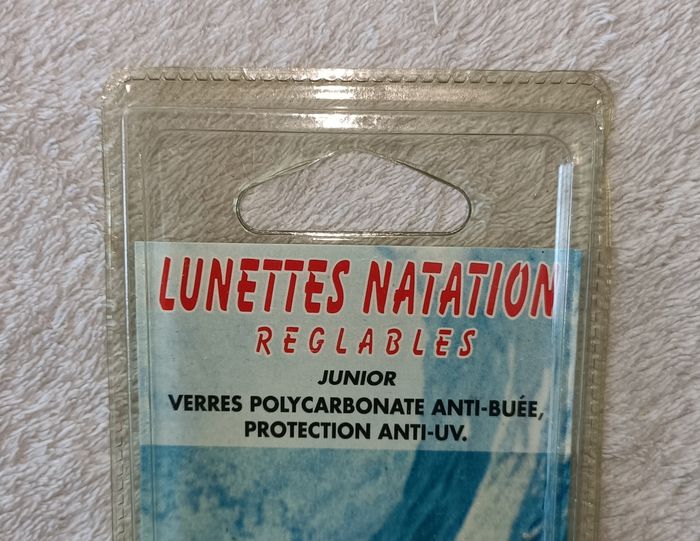 LUNETTES NATATION
REGLABLES
JUNIOR
VERRES POLYCARBONATE ANTI-BUÉE,
PROTECTION ANTI-UV.